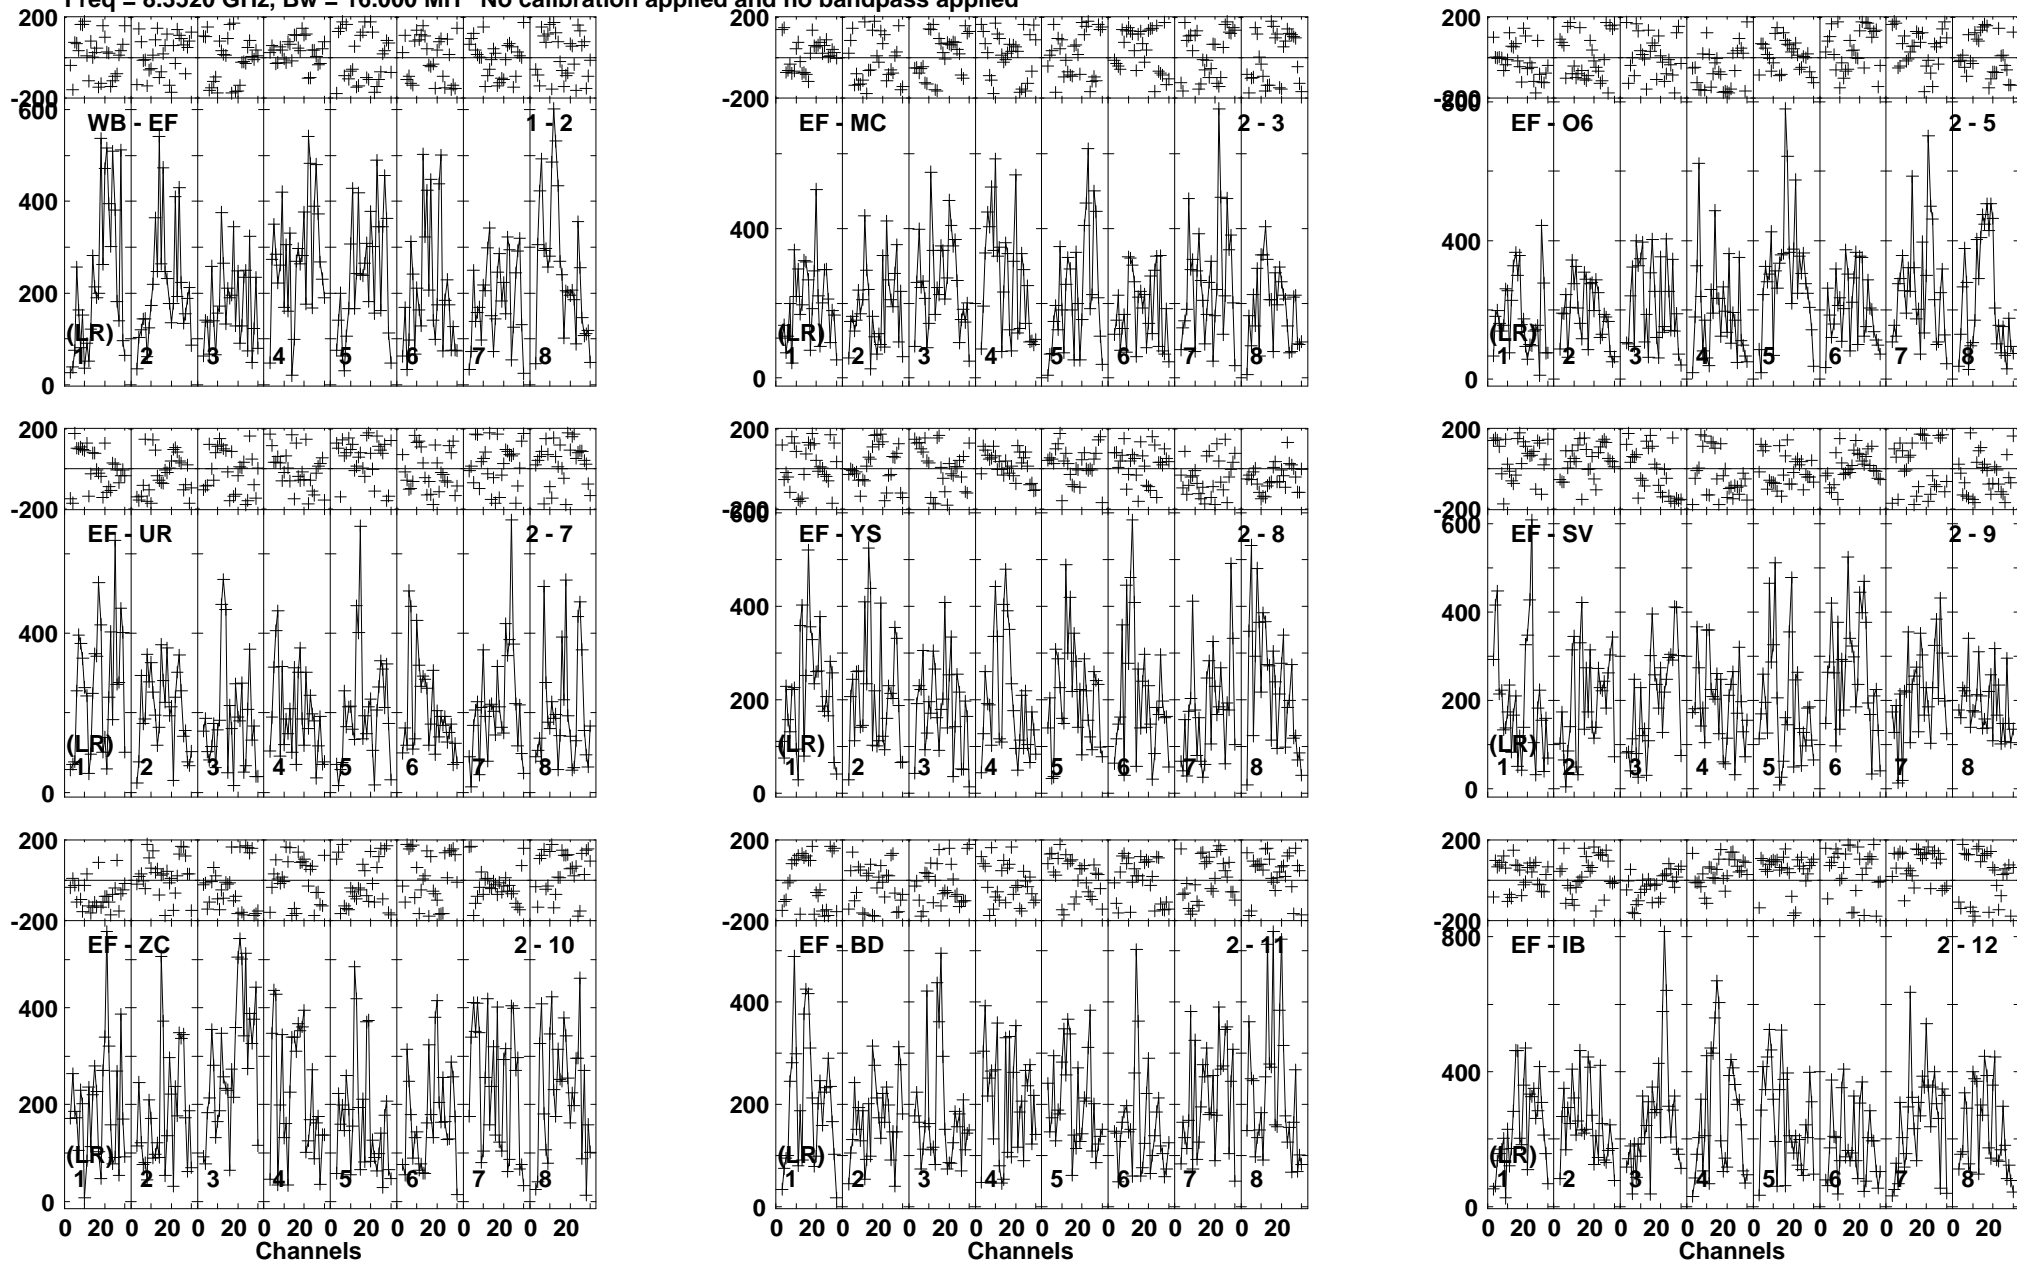 Freq = 8.3320 GHz, Bw = 16.000 MH No calibration applied and no bandpass applied
200 200 200
-200 -200 -200
600 800
WB - EF 1 - 2 EF - MC 2 - 3 EF - O6 2 - 5
400 400 400
200
(LR) (LR) (LR)
1 2 3 4 5 6 7 8 1 2 3 4 5 6 7 8 1 2 3 4 5 6 7 8
0 0 0
200 200 200
-200 -200 -200
600 600
EF - UR 2 - 7 EF - YS 2 - 8 EF - SV 2 - 9
400 400 400
200 200
(LR) (LR) (LR)
1 2 3 4 5 6 7 8 1 2 3 4 5 6 7 8 1 2 3 4 5 6 7 8
0 0 0
200 200 200
-200 -200 -200
800
EF - ZC 2 - 10 EF - BD 2 - 11 EF - IB 2 - 12
400 400 400
200 200
(LR) (LR) (LR)
1 2 3 4 5 6 7 8 1 2 3 4 5 6 7 8 1 2 3 4 5 6 7 8
0 0 0
0 20 0 20 0 20 0 20 0 20 0 20 0 20 0 20 0 20 0 20 0 20 0 20 0 20 0 20 0 20 0 20 0 20 0 20 0 20 0 20 0 20 0 20 0 20 0 20
Channels Channels Channels